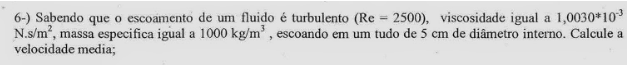 6-) Sabendo que o escoamento de um fluido é turbulento (Re = 2500), viscosidade igual a 1,0030*10⁻³
N.s/m², massa especifica igual a 1000 kg/m³ , escoando em um tudo de 5 cm de diâmetro interno. Calcule a
velocidade media;